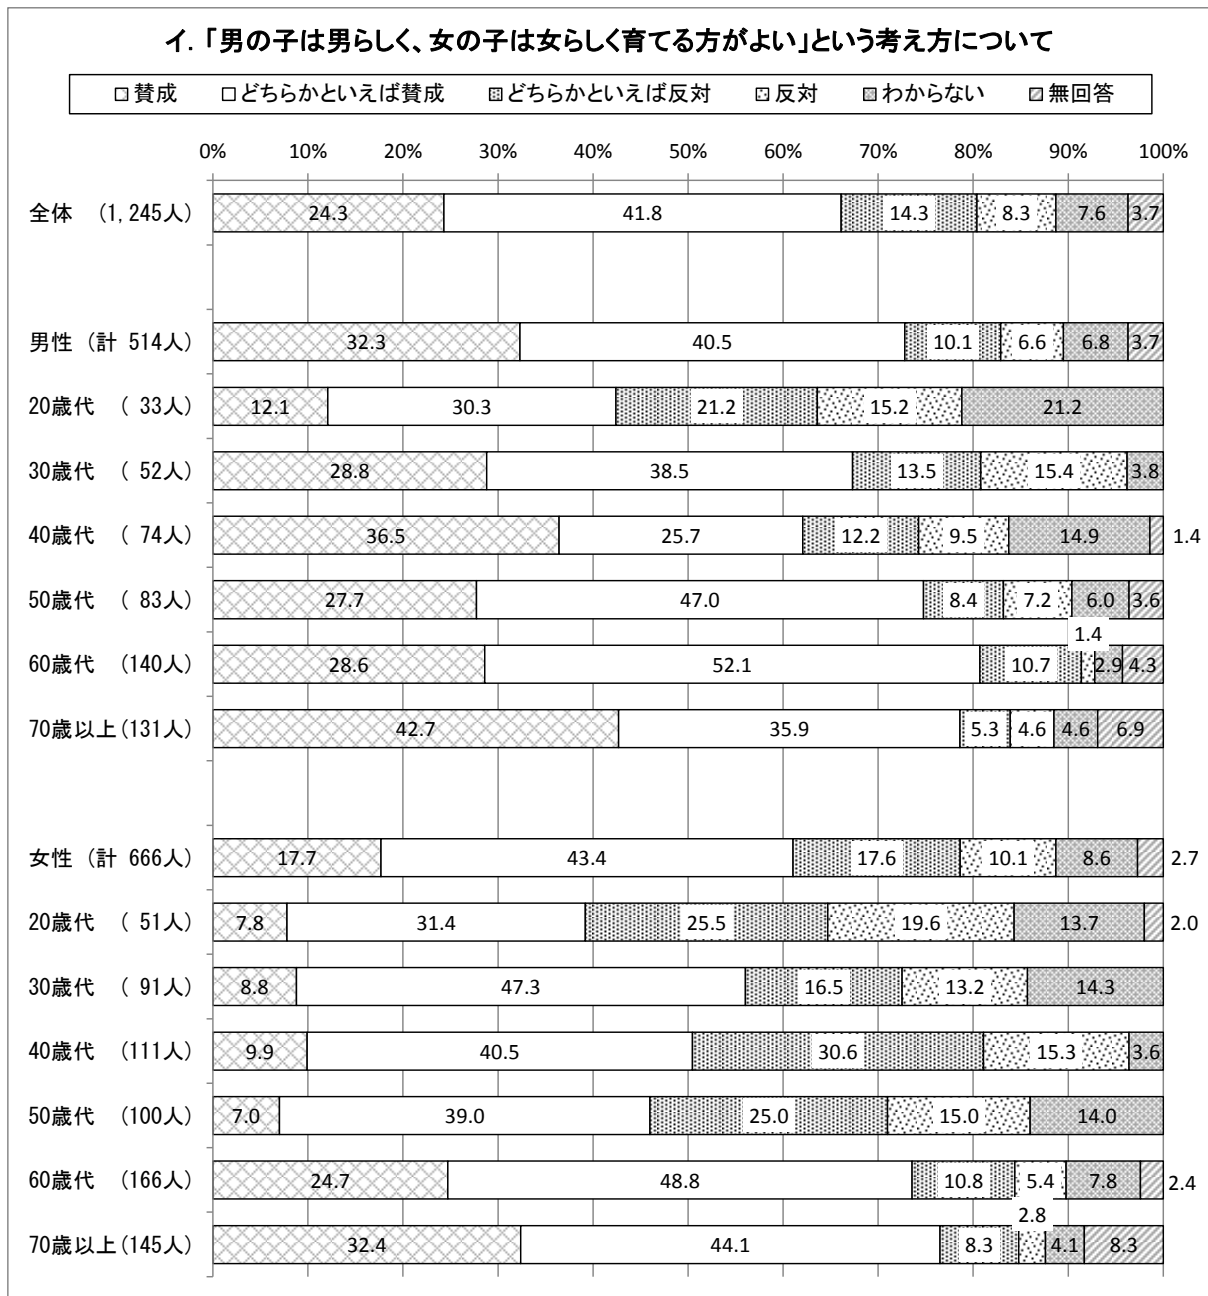 イ．「男の子は男らしく、女の子は女らしく育てる方がよい」という考え方について
賛成 どちらかといえば賛成 どちらかといえば反対 反対 わからない 無回答
0% 10% 20% 30% 40% 50% 60% 70% 80% 90% 100%
全体 (1,245人) 24.3 41.8 14.3 8.3 7.6 3.7
男性 (計 514人) 32.3 40.5 10.1 6.6 6.8 3.7
20歳代 ( 33人) 12.1 30.3 21.2 15.2 21.2
30歳代 ( 52人) 28.8 38.5 13.5 15.4 3.8
40歳代 ( 74人) 36.5 25.7 12.2 9.5 14.9 1.4
50歳代 ( 83人) 27.7 47.0 8.4 7.2 6.0 3.6
60歳代 (140人) 28.6 52.1 10.7 1.4 2.9 4.3
70歳以上(131人) 42.7 35.9 5.3 4.6 4.6 6.9
女性 (計 666人) 17.7 43.4 17.6 10.1 8.6 2.7
20歳代 ( 51人) 7.8 31.4 25.5 19.6 13.7 2.0
30歳代 ( 91人) 8.8 47.3 16.5 13.2 14.3
40歳代 (111人) 9.9 40.5 30.6 15.3 3.6
50歳代 (100人) 7.0 39.0 25.0 15.0 14.0
60歳代 (166人) 24.7 48.8 10.8 5.4 7.8 2.4
70歳以上(145人) 32.4 44.1 8.3 2.8 4.1 8.3